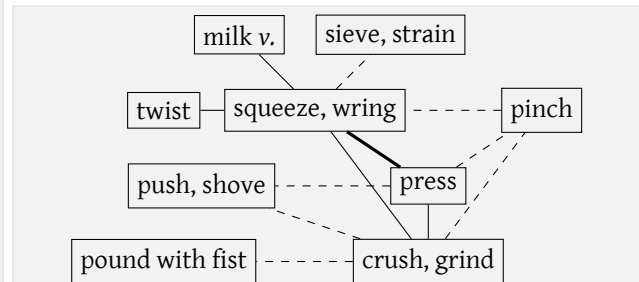 milk v.
sieve, strain
twist
squeeze, wring
pinch
push, shove
press
pound with fist
crush, grind